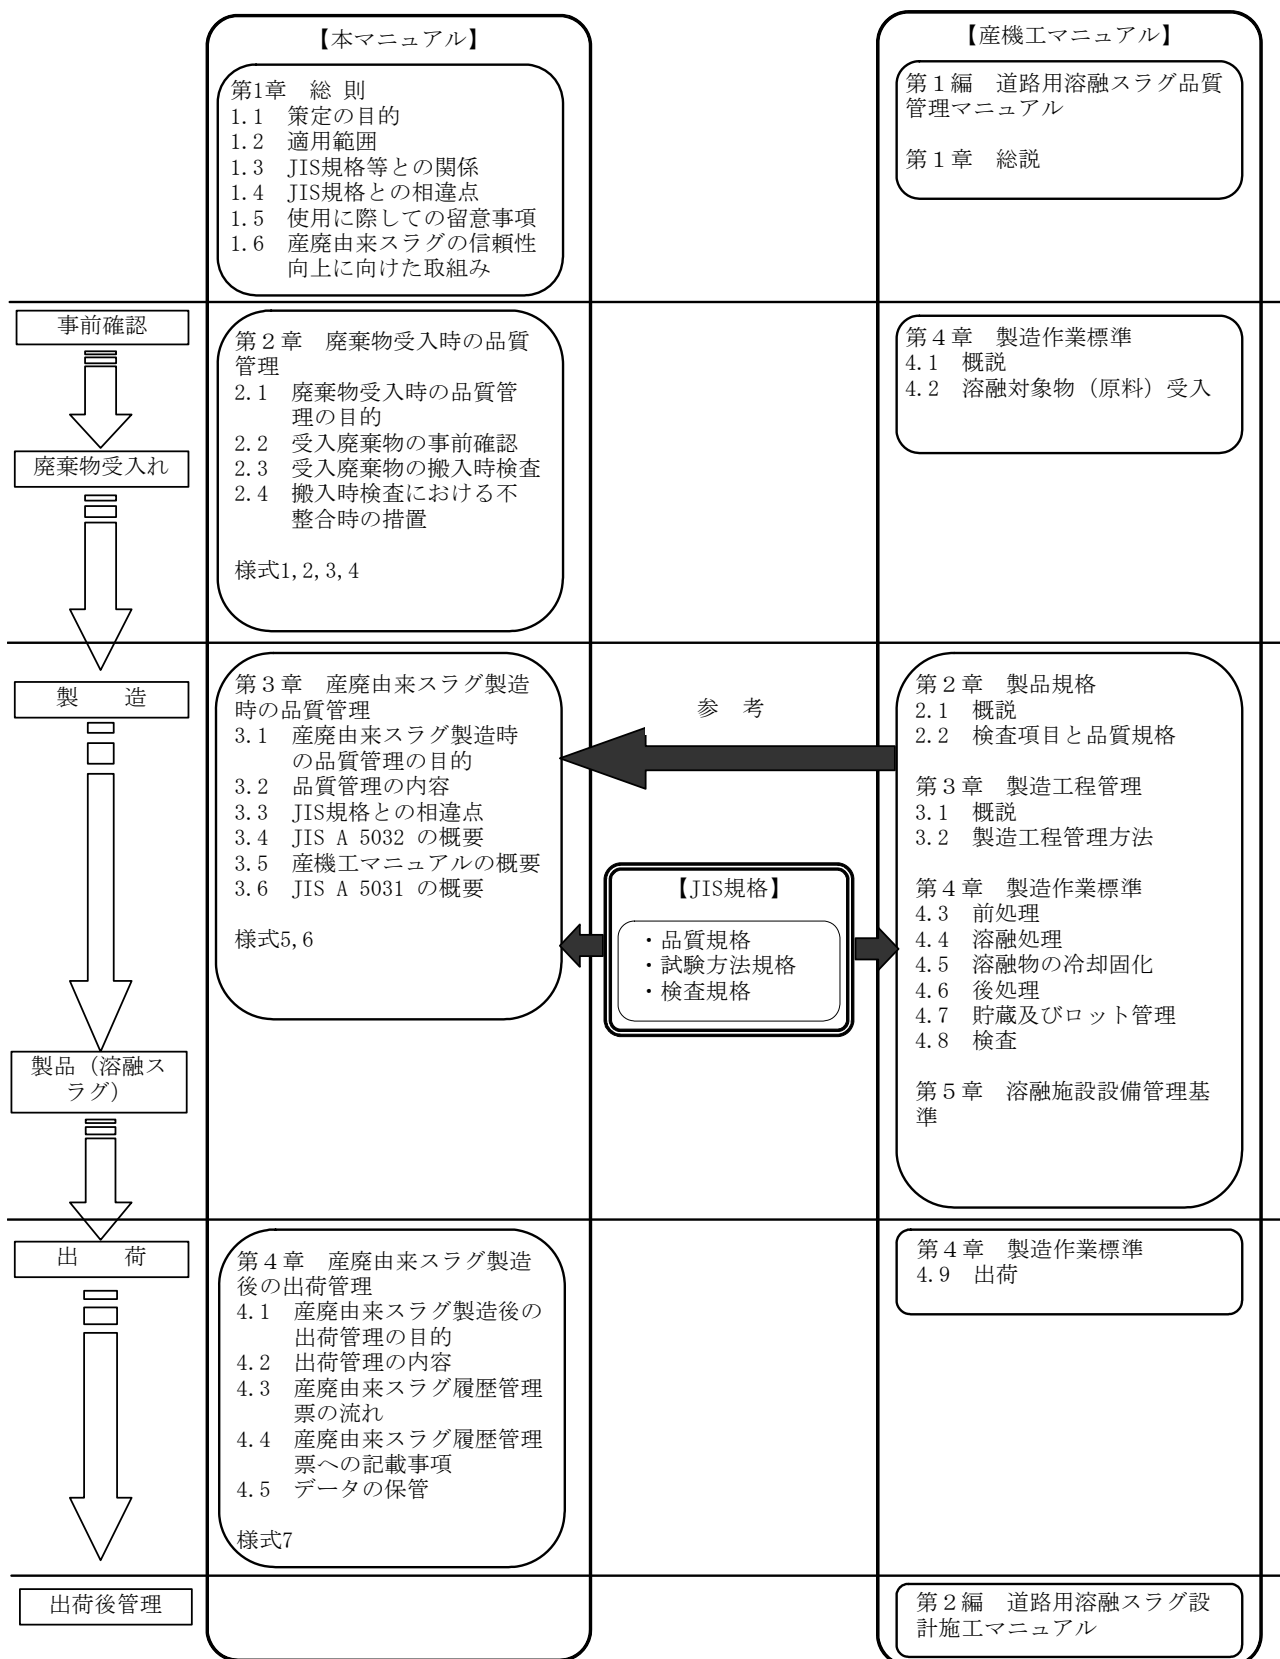 【本マニュアル】
第1章 総 則
1.1 策定の目的
1.2 適用範囲
1.3 JIS規格等との関係
1.4 JIS規格との相違点
1.5 使用に際しての留意事項
1.6 産廃由来スラグの信頼性
向上に向けた取組み
【産機工マニュアル】
第1編 道路用溶融スラグ品質
管理マニュアル
第1章 総説
事前確認
廃棄物受入れ
第2章 廃棄物受入時の品質
管理
2.1 廃棄物受入時の品質管
理の目的
2.2 受入廃棄物の事前確認
2.3 受入廃棄物の搬入時検査
2.4 搬入時検査における不
整合時の措置
様式1,2,3,4
第4章 製造作業標準
4.1 概説
4.2 溶融対象物（原料）受入
製 造
製品（溶融ス
ラグ）
第3章 産廃由来スラグ製造
時の品質管理
3.1 産廃由来スラグ製造時
の品質管理の目的
3.2 品質管理の内容
3.3 JIS規格との相違点
3.4 JIS A 5032 の概要
3.5 産機工マニュアルの概要
3.6 JIS A 5031 の概要
様式5,6
参 考
【JIS規格】
・品質規格
・試験方法規格
・検査規格
第2章 製品規格
2.1 概説
2.2 検査項目と品質規格
第3章 製造工程管理
3.1 概説
3.2 製造工程管理方法
第4章 製造作業標準
4.3 前処理
4.4 溶融処理
4.5 溶融物の冷却固化
4.6 後処理
4.7 貯蔵及びロット管理
4.8 検査
第5章 溶融施設設備管理基
準
出 荷
第4章 産廃由来スラグ製造
後の出荷管理
4.1 産廃由来スラグ製造後の
出荷管理の目的
4.2 出荷管理の内容
4.3 産廃由来スラグ履歴管理
票の流れ
4.4 産廃由来スラグ履歴管理
票への記載事項
4.5 データの保管
様式7
第4章 製造作業標準
4.9 出荷
出荷後管理
第2編 道路用溶融スラグ設
計施工マニュアル